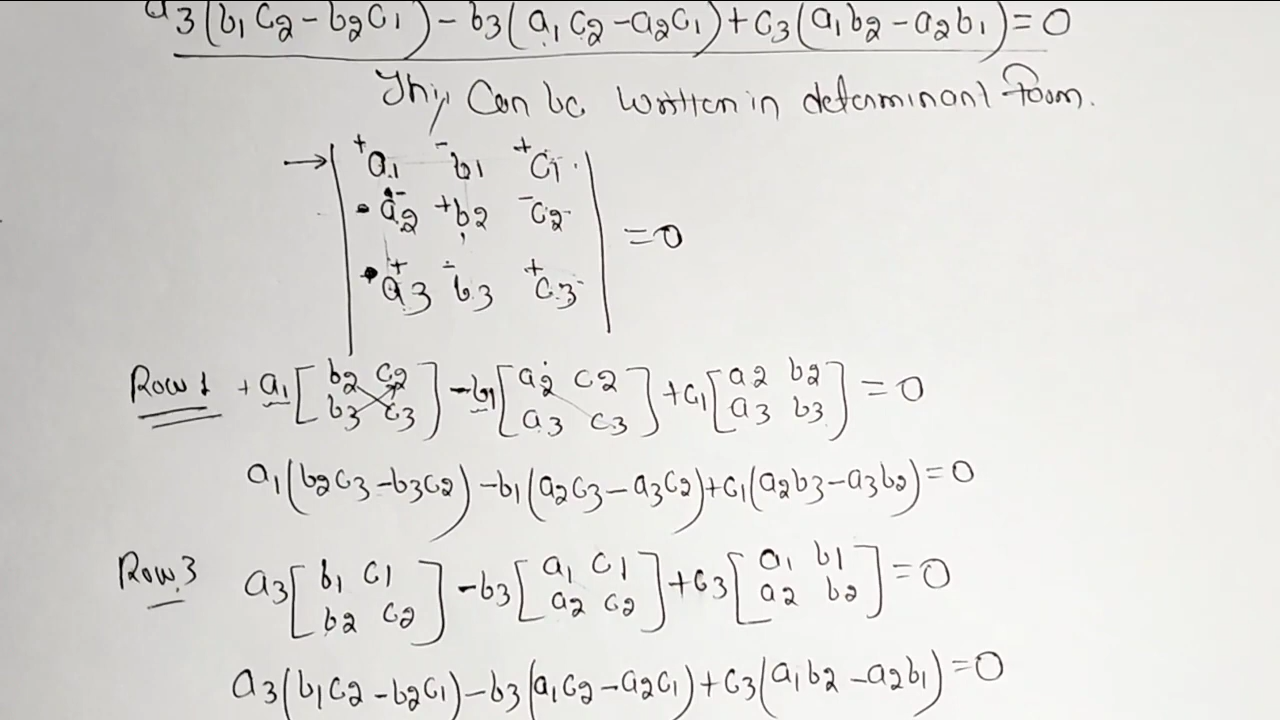 a3(b1c2-b2c1)-b3(a1c2-a2c1)+c3(a1b2-a2b1)=0
This Can be written in determinant form.
→ | +a1 -b1 +c1 |
| -a2 +b2 -c2 | =0
| +a3 -b3 +c3 |
Row 1 +a1[b2 c2 -b1[a2 c2 +c1[a2 b2 =0
b3 c3] a3 c3] a3 b3]
a1(b2c3-b3c2)-b1(a2c3-a3c2)+c1(a2b3-a3b2)=0
Row 3 a3[b1 c1 -b3[a1 c1 +c3[a1 b1 =0
b2 c2] a2 c2] a2 b2]
a3(b1c2-b2c1)-b3(a1c2-a2c1)+c3(a1b2-a2b1)=0